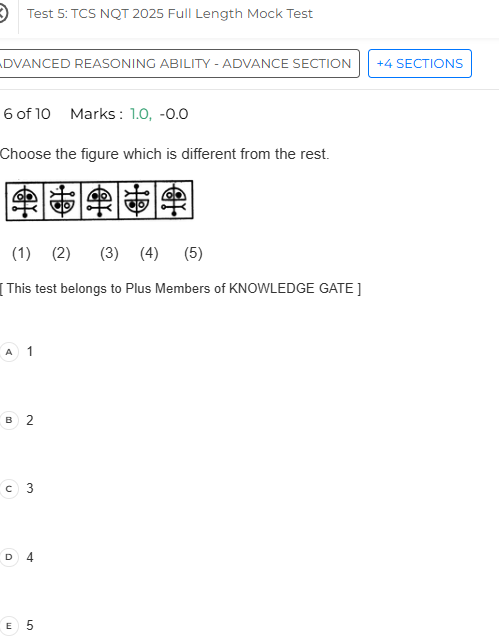 Test 5: TCS NQT 2025 Full Length Mock Test
ADVANCED REASONING ABILITY - ADVANCE SECTION
+4 SECTIONS
6 of 10 Marks : 1.0, -0.0
Choose the figure which is different from the rest.
(1) (2) (3) (4) (5)
[ This test belongs to Plus Members of KNOWLEDGE GATE ]
A 1
B 2
C 3
D 4
E 5